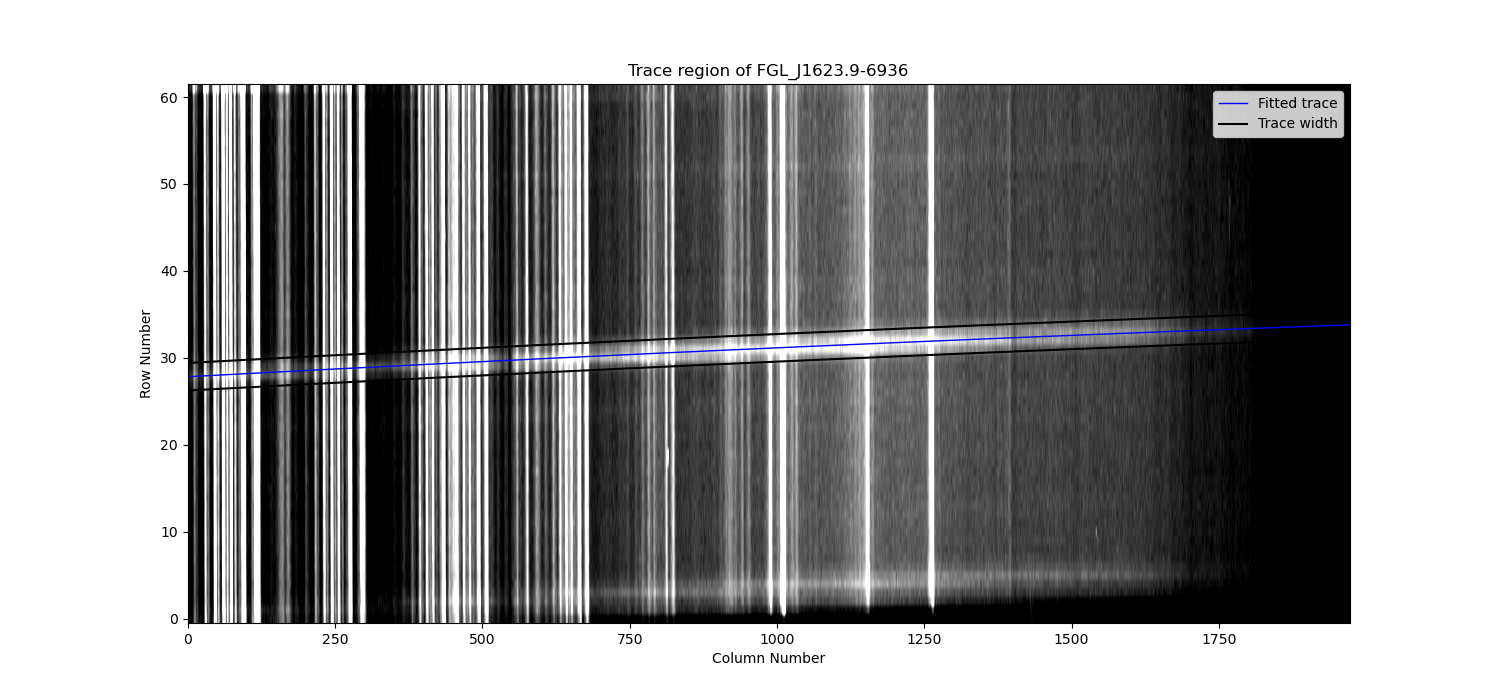 Trace region of FGL_J1623.9-6936
Fitted trace
Trace width
60
50
40
30
20
10
0
Row Number
0 250 500 750 1000 1250 1500 1750
Column Number